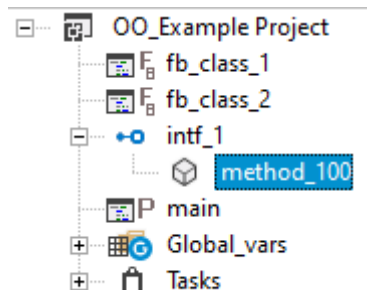 OO_Example Project
fb_class_1
fb_class_2
intf_1
method_100
P main
G Global_vars
Tasks